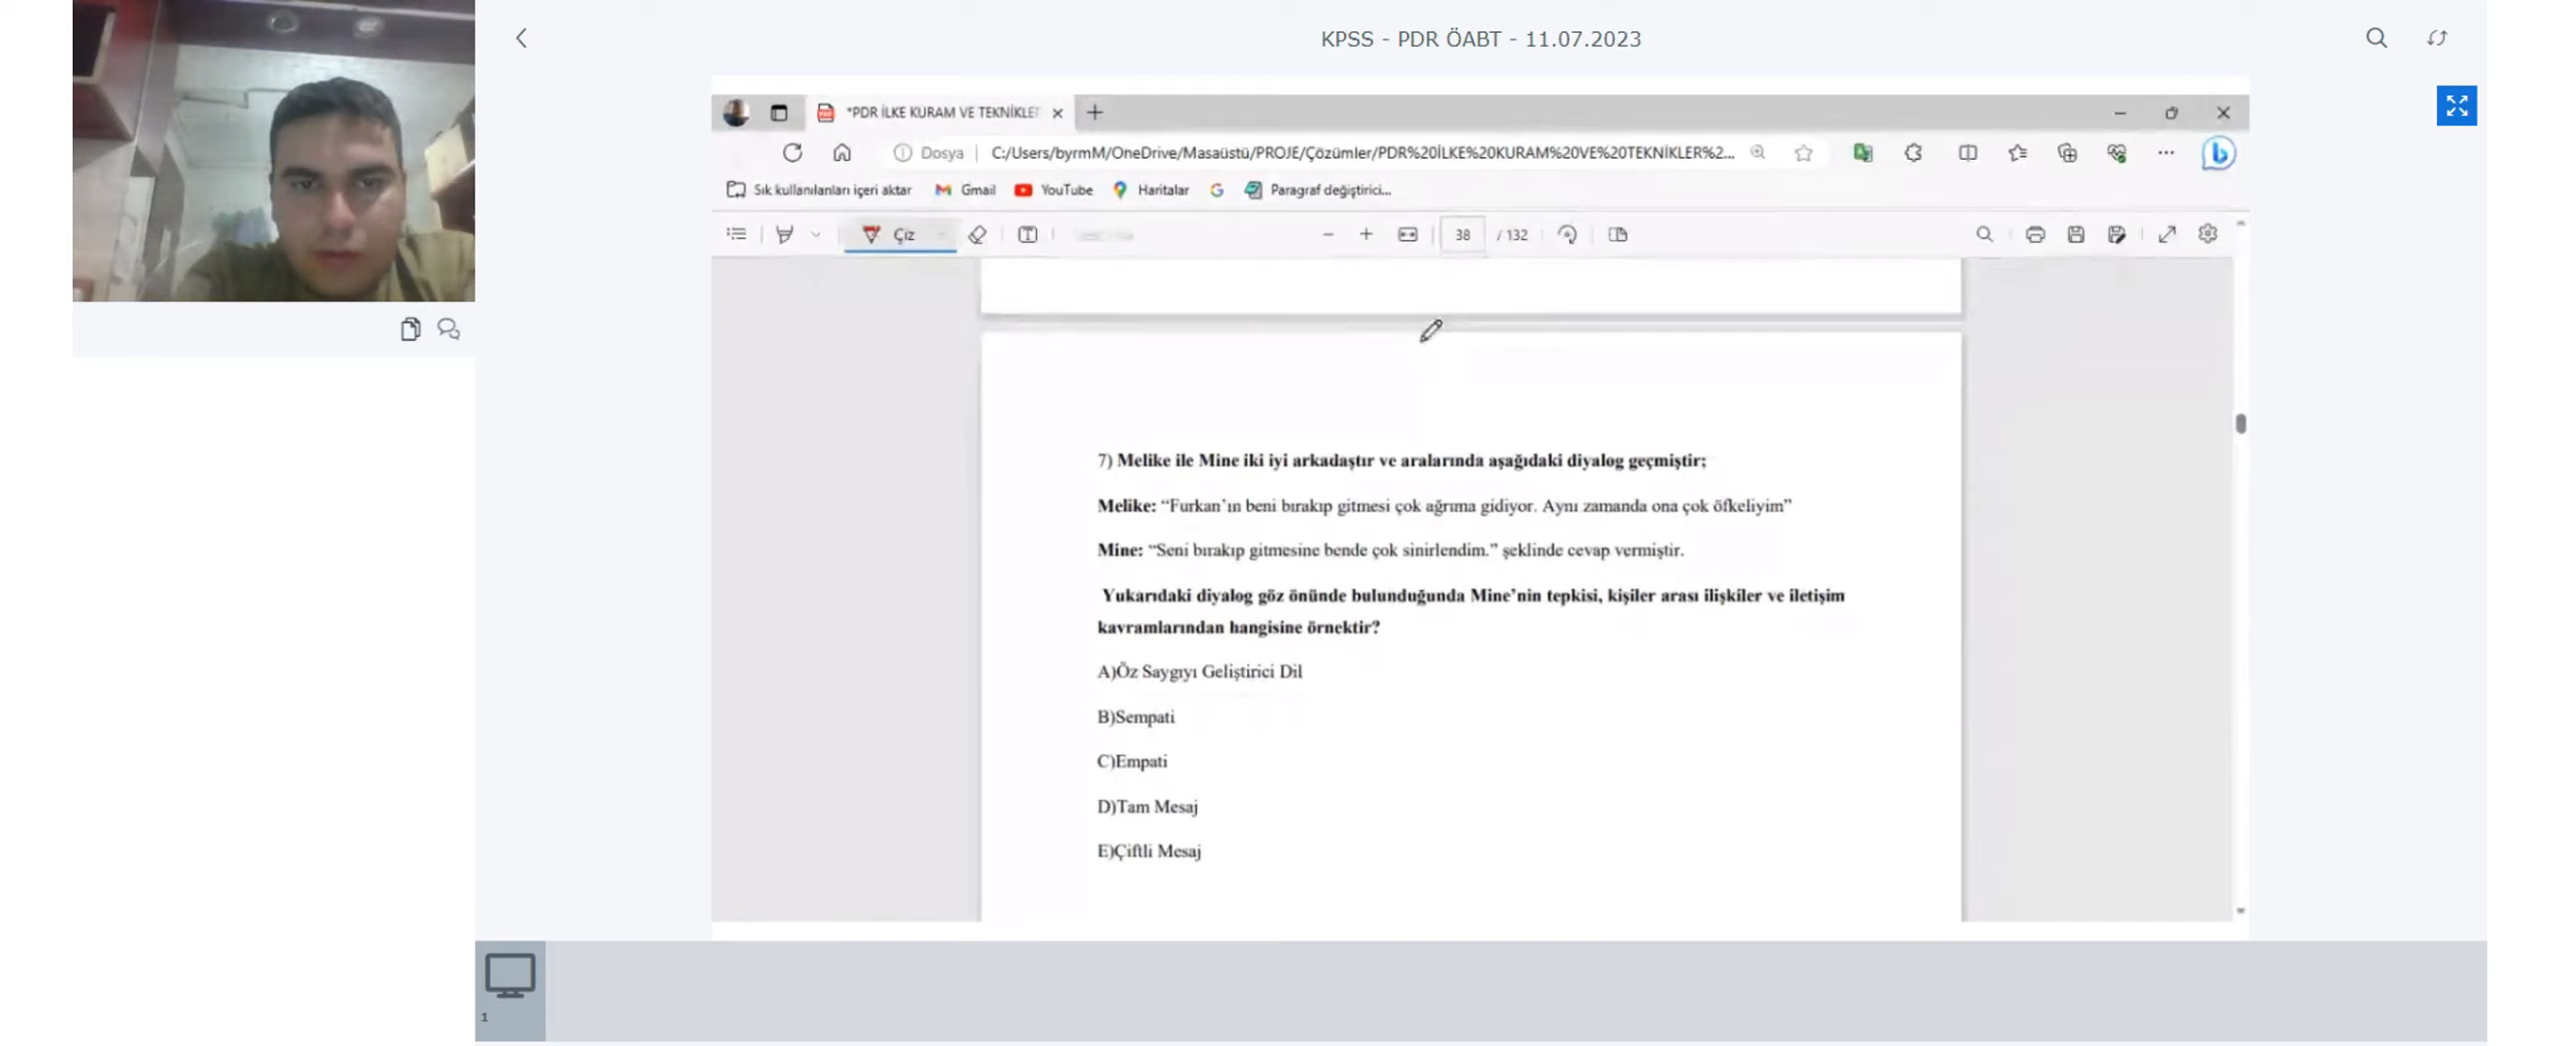 KPSS - PDR ÖABT - 11.07.2023
*PDR İLKE KURAM VE TEKNİKLER
Dosya
C:/Users/byrmM/OneDrive/Masaüstü/PROJE/Çözümler/PDR%20İLKE%20KURAM%20VE%20TEKNİKLER%2...
Sık kullanılanları içeri aktar
Gmail
YouTube
Haritalar
Paragraf değiştirici...
Çiz
38
/ 132
7) Melike ile Mine iki iyi arkadaştır ve aralarında aşağıdaki diyalog geçmiştir;
Melike: “Furkan’ın beni bırakıp gitmesi çok ağrıma gidiyor. Aynı zamanda ona çok öfkeliyim”
Mine: “Seni bırakıp gitmesine bende çok sinirlendim.” şeklinde cevap vermiştir.
Yukarıdaki diyalog göz önünde bulunduğunda Mine’nin tepkisi, kişiler arası ilişkiler ve iletişim
kavramlarından hangisine örnektir?
A)Öz Saygıyı Geliştirici Dil
B)Sempati
C)Empati
D)Tam Mesaj
E)Çiftli Mesaj
1